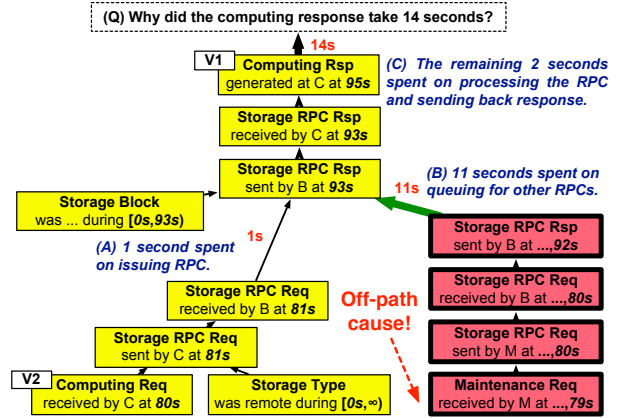 (Q) Why did the computing response take 14 seconds?
14s
V1
Computing Rsp
generated at C at 95s
(C) The remaining 2 seconds
spent on processing the RPC
and sending back response.
Storage RPC Rsp
received by C at 93s
Storage RPC Rsp
sent by B at 93s
(B) 11 seconds spent on
queuing for other RPCs.
11s
Storage Block
was ... during [0s,93s)
Storage RPC Rsp
sent by B at ...,92s
(A) 1 second spent
on issuing RPC.
1s
Storage RPC Req
received by B at 81s
Storage RPC Req
received by B at ...,80s
Off-path
cause!
Storage RPC Req
sent by C at 81s
Storage RPC Req
sent by M at ...,80s
V2
Computing Req
received by C at 80s
Storage Type
was remote during [0s,∞)
Maintenance Req
received by M at ...,79s